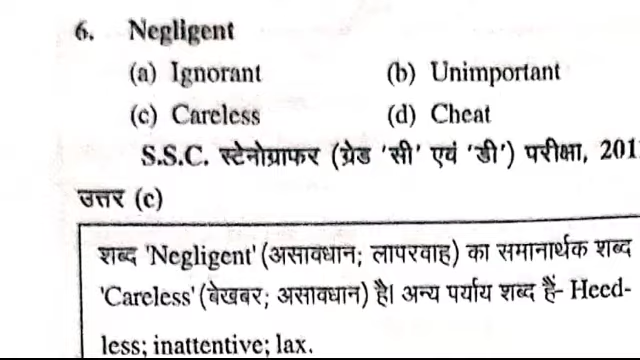 6. Negligent
(a) Ignorant (b) Unimportant
(c) Careless (d) Cheat
S.S.C. स्टेनोग्राफर (ग्रेड 'सी' एवं 'डी') परीक्षा, 201
उत्तर (c)
शब्द 'Negligent' (असावधान; लापरवाह) का समानार्थक शब्द
'Careless' (बेखबर; असावधान) है। अन्य पर्याय शब्द हैं- Heed-
less; inattentive; lax.